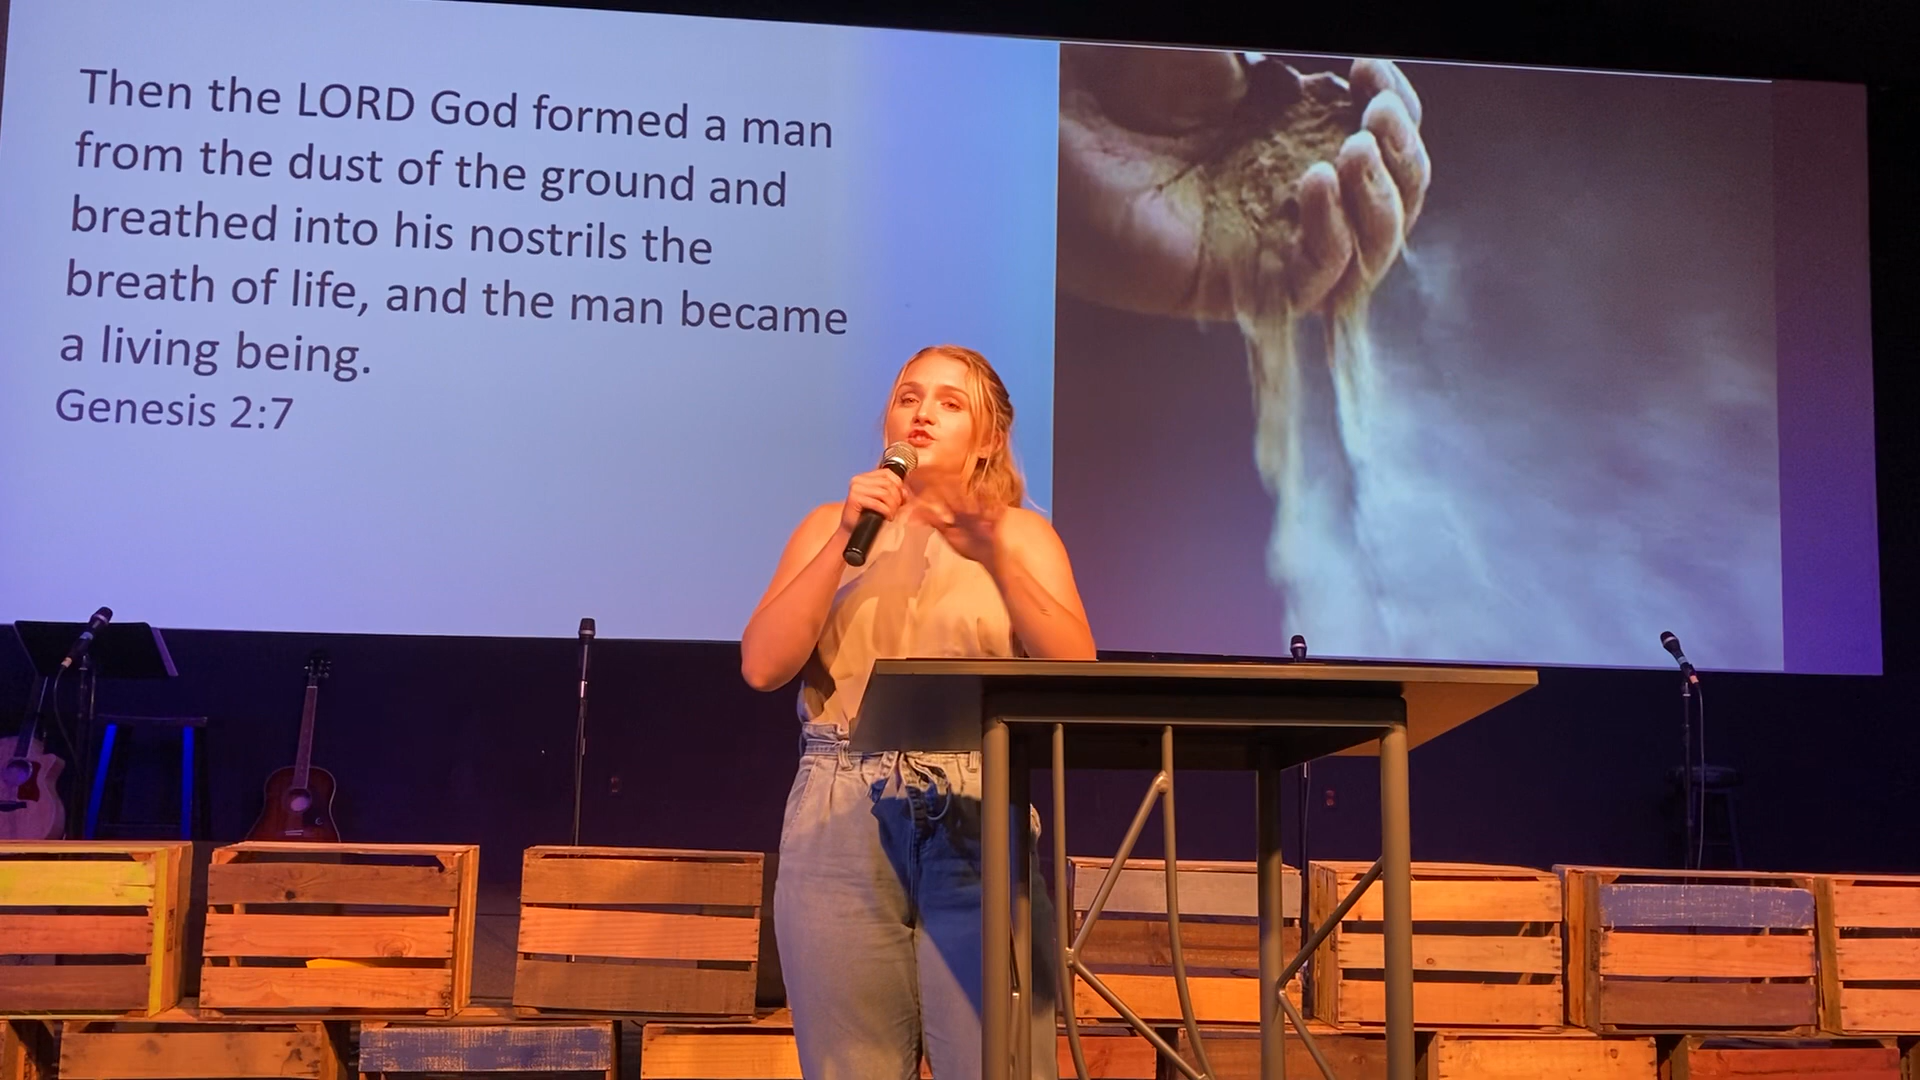 Then the LORD God formed a man
from the dust of the ground and
breathed into his nostrils the
breath of life, and the man became
a living being.
Genesis 2:7